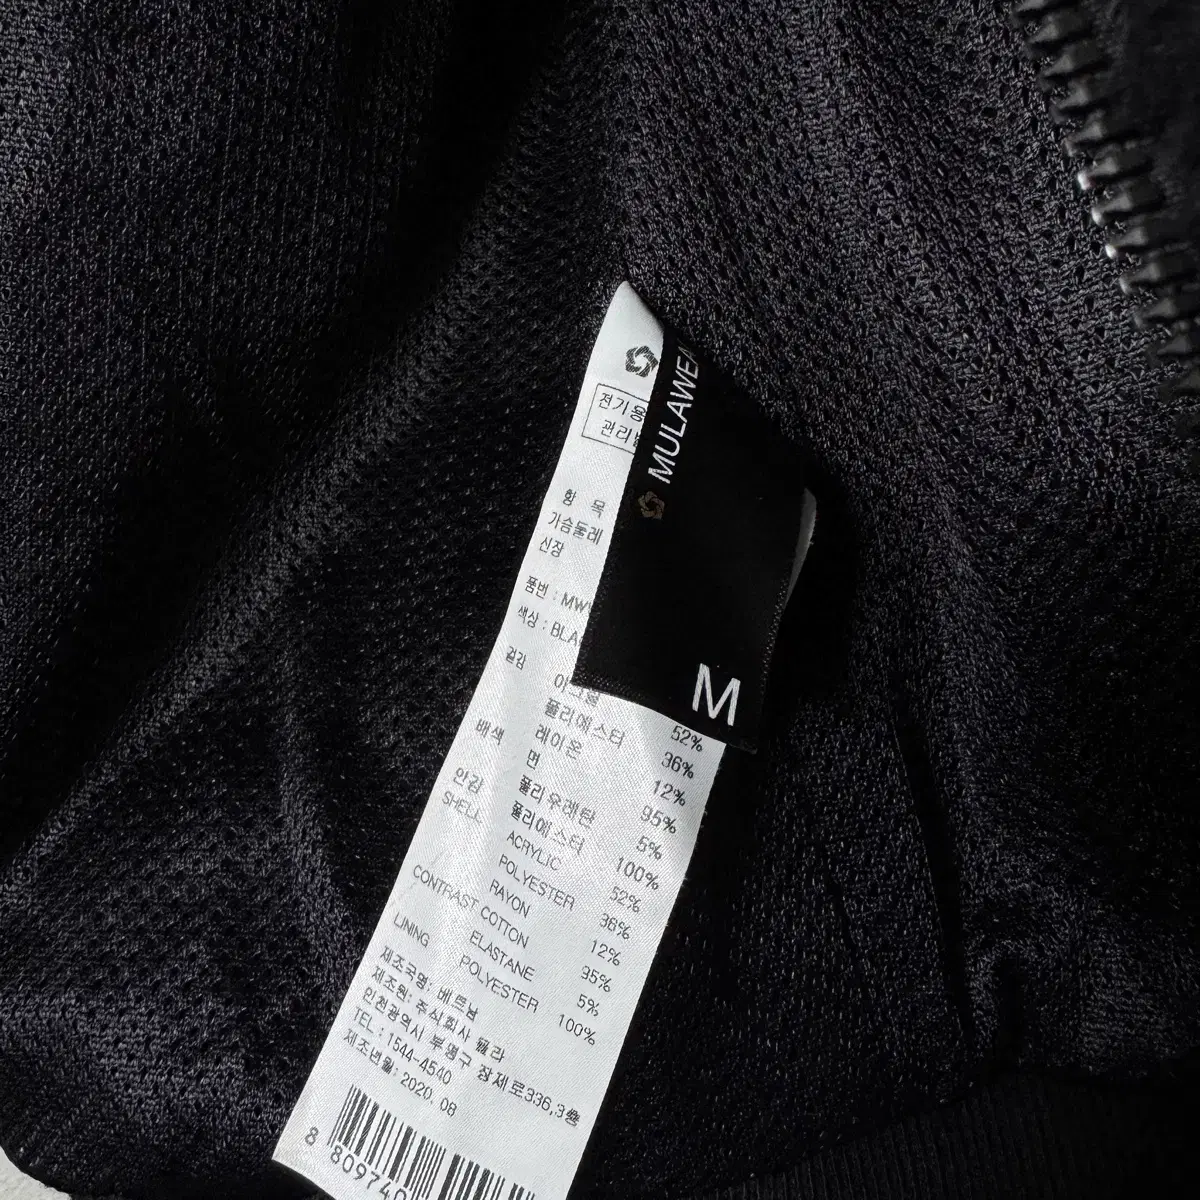 MULAWEA
M
전기용
관리법
항 목
가슴둘레
신장
품번 : MW
색상 : BLA
겉감 아크릴 52%
폴리에스터 36%
레이온 12%
배색 면 95%
폴리우레탄 5%
안감 폴리에스터 100%
SHELL ACRYLIC 52%
POLYESTER 36%
RAYON 12%
CONTRAST COTTON 95%
ELASTANE 5%
LINING POLYESTER 100%
제조국명: 베트남
제조원: 주식회사 뮬라
인천광역시 부평구 장제로336, 3층
TEL : 1544-4540
제조년월: 2020. 08
8 809740